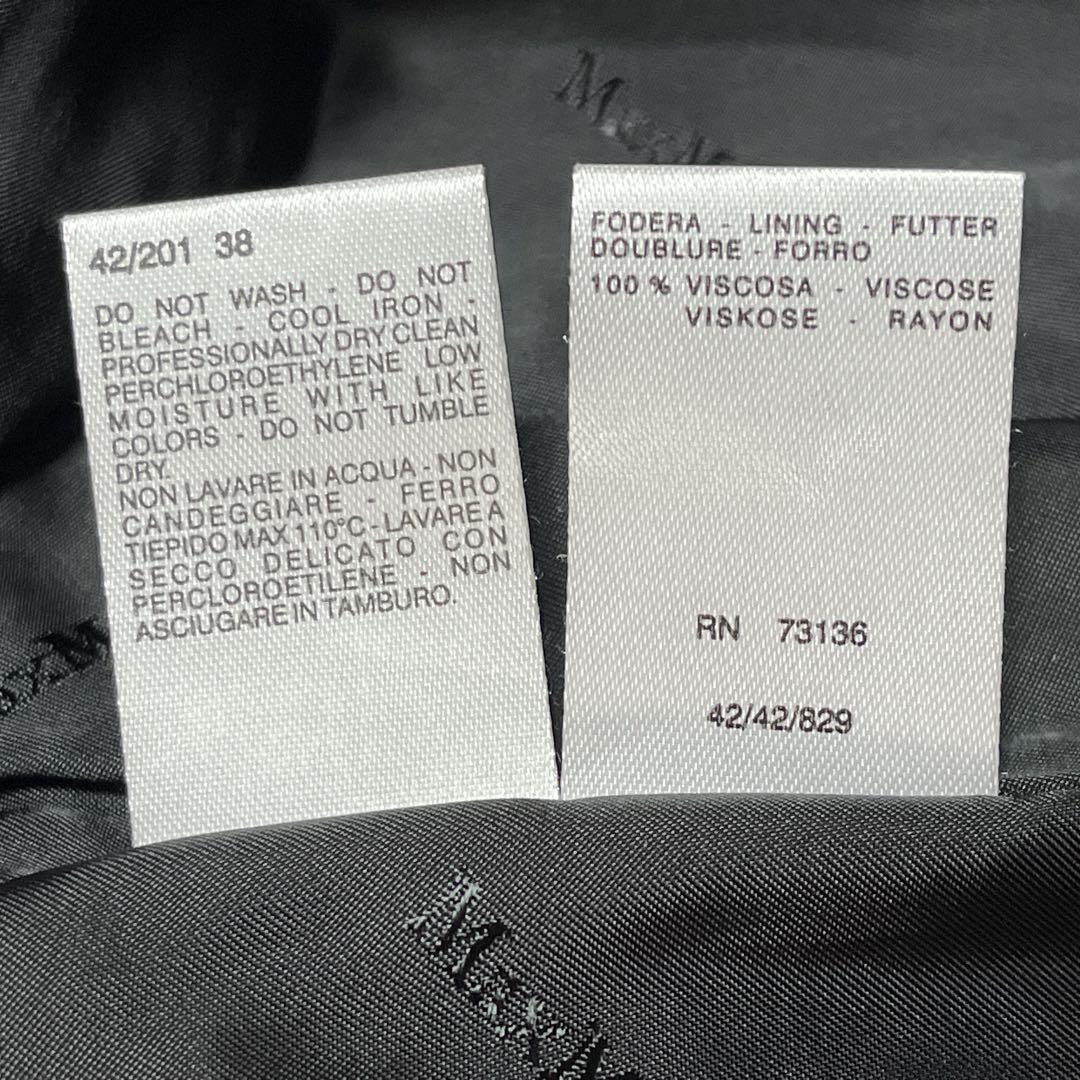 42/201 38
DO NOT WASH - DO NOT
BLEACH - COOL IRON -
PROFESSIONALLY DRY CLEAN
PERCHLOROETHYLENE LOW
MOISTURE WITH LIKE
COLORS - DO NOT TUMBLE
DRY.
NON LAVARE IN ACQUA - NON
CANDEGGIARE - FERRO
TIEPIDO MAX 110°C - LAVARE A
SECCO DELICATO CON
PERCLOROETILENE - NON
ASCIUGARE IN TAMBURO.
FODERA - LINING - FUTTER
DOUBLURE - FORRO
100 % VISCOSA - VISCOSE
VISKOSE - RAYON
RN 73136
42/42/829
MaxM
axM
MaxM